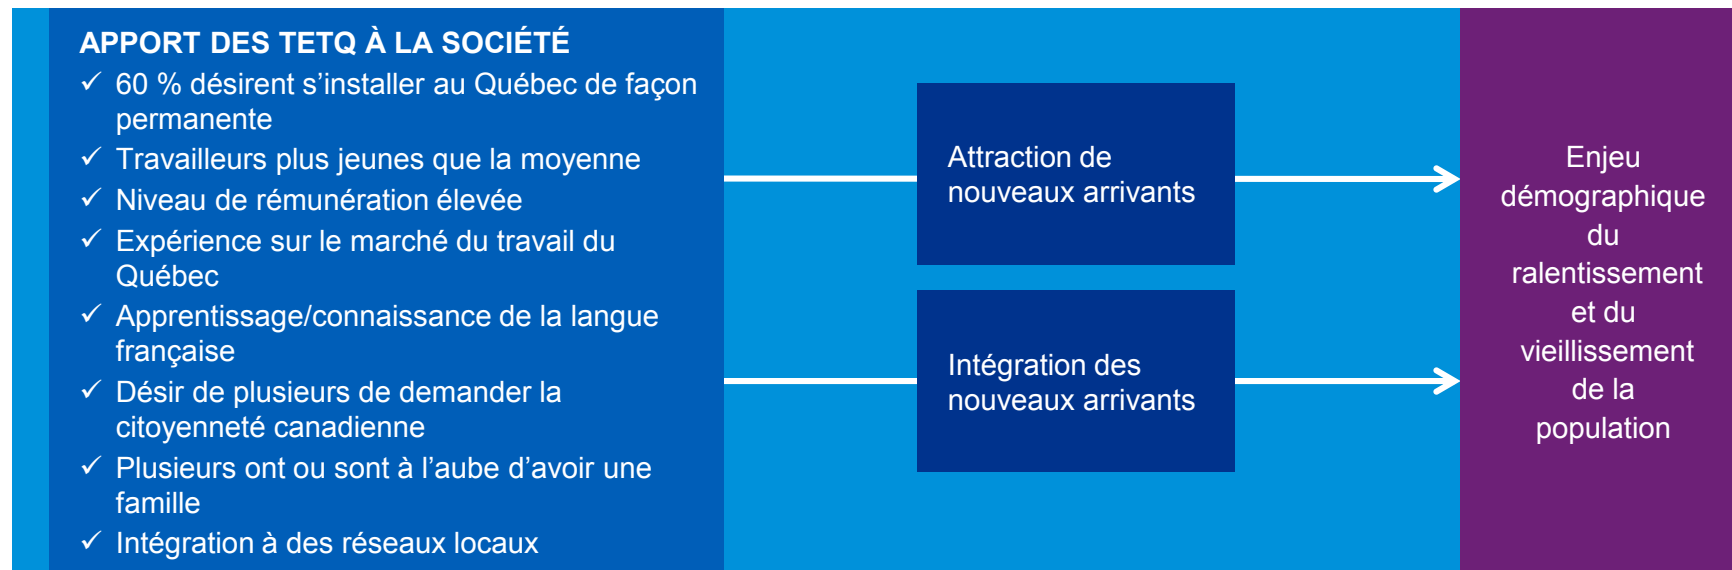 APPORT DES TETQ À LA SOCIÉTÉ
✓ 60 % désirent s’installer au Québec de façon
permanente
✓ Travailleurs plus jeunes que la moyenne
✓ Niveau de rémunération élevée
✓ Expérience sur le marché du travail du
Québec
✓ Apprentissage/connaissance de la langue
française
✓ Désir de plusieurs de demander la
citoyenneté canadienne
✓ Plusieurs ont ou sont à l’aube d’avoir une
famille
✓ Intégration à des réseaux locaux
Attraction de
nouveaux arrivants
Intégration des
nouveaux arrivants
Enjeu
démographique
du
ralentissement
et du
vieillissement
de la
population